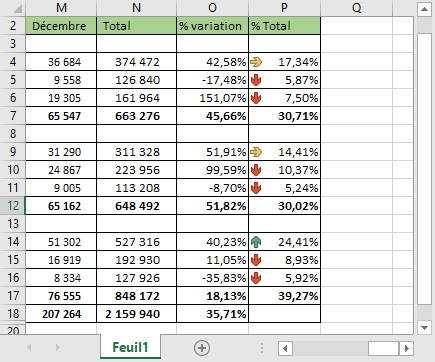 M N O P Q
2 Décembre Total % variation % Total
3
4 36 684 374 472 42,58% 17,34%
5 9 558 126 840 -17,48% 5,87%
6 19 305 161 964 151,07% 7,50%
7 65 547 663 276 45,66% 30,71%
8
9 31 290 311 328 51,91% 14,41%
10 24 867 223 956 99,59% 10,37%
11 9 005 113 208 -8,70% 5,24%
12 65 162 648 492 51,82% 30,02%
13
14 51 302 527 316 40,23% 24,41%
15 16 919 192 930 11,05% 8,93%
16 8 334 127 926 -35,83% 5,92%
17 76 555 848 172 18,13% 39,27%
18 207 264 2 159 940 35,71%
20
Feuil1